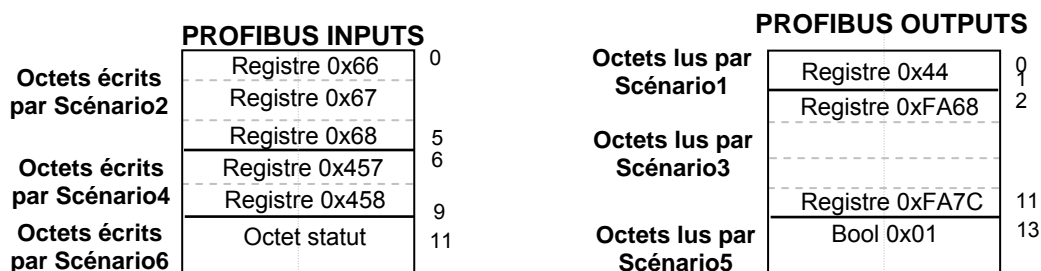 PROFIBUS INPUTS
Octets écrits
par Scénario2
Registre 0x66
0
Registre 0x67
Registre 0x68
5
Octets écrits
par Scénario4
Registre 0x457
6
Registre 0x458
9
Octets écrits
par Scénario6
Octet statut
11
PROFIBUS OUTPUTS
Octets lus par
Scénario1
Registre 0x44
0
1
Registre 0xFA68
2
Octets lus par
Scénario3
Registre 0xFA7C
11
Octets lus par
Scénario5
Bool 0x01
13